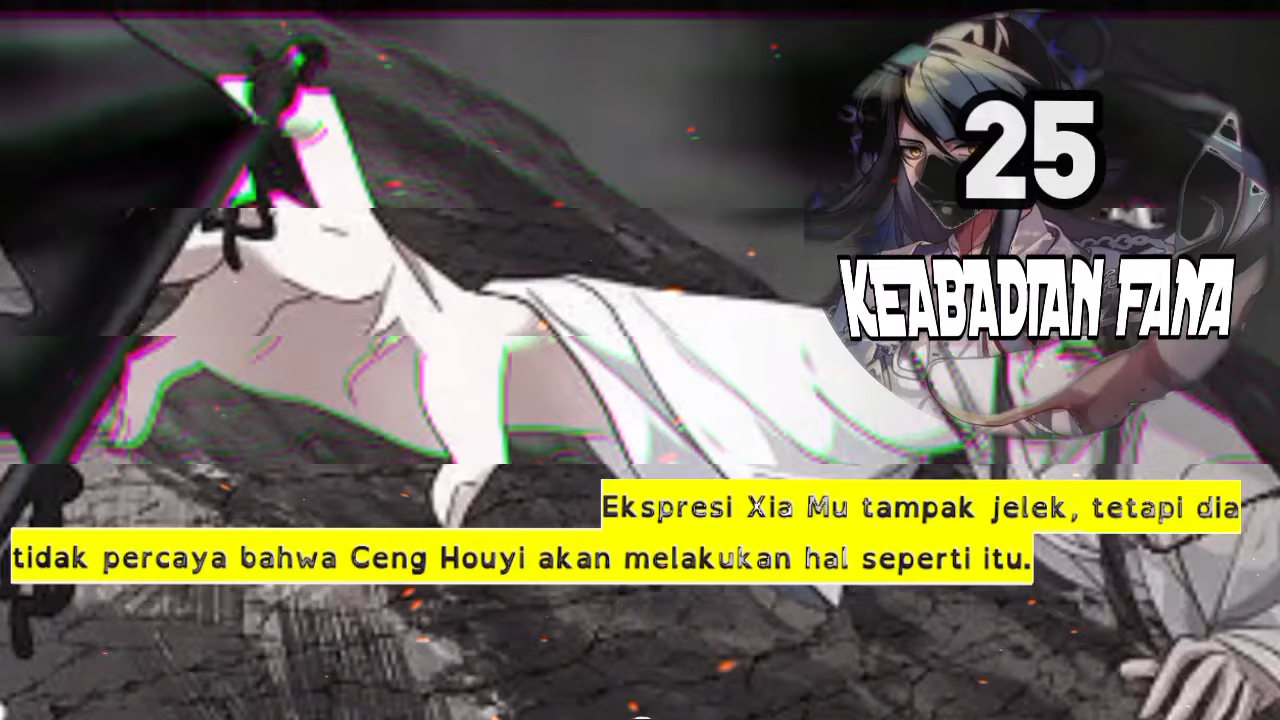 25
KEABADIAN FANA
Ekspresi Xia Mu tampak jelek, tetapi dia
tidak percaya bahwa Ceng Houyi akan melakukan hal seperti itu.